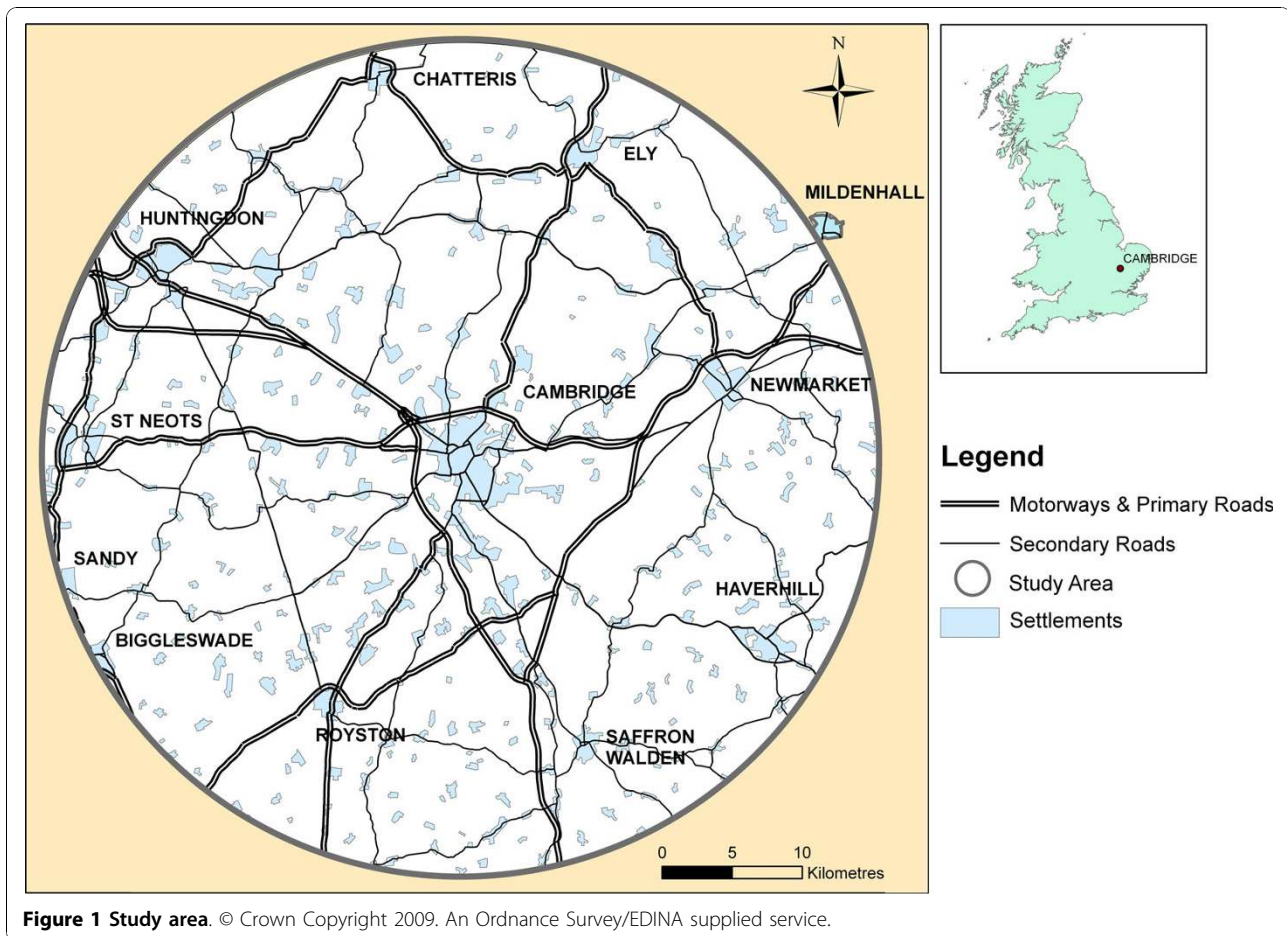 N
CHATTERIS
ELY
MILDENHALL
HUNTINGDON
CAMBRIDGE
NEWMARKET
ST NEOTS
SANDY
HAVERHILL
BIGGLESWADE
ROYSTON
SAFFRON
WALDEN
0 5 10
Kilometres
CAMBRIDGE
Legend
Motorways & Primary Roads
Secondary Roads
Study Area
Settlements
Figure 1 Study area. © Crown Copyright 2009. An Ordnance Survey/EDINA supplied service.